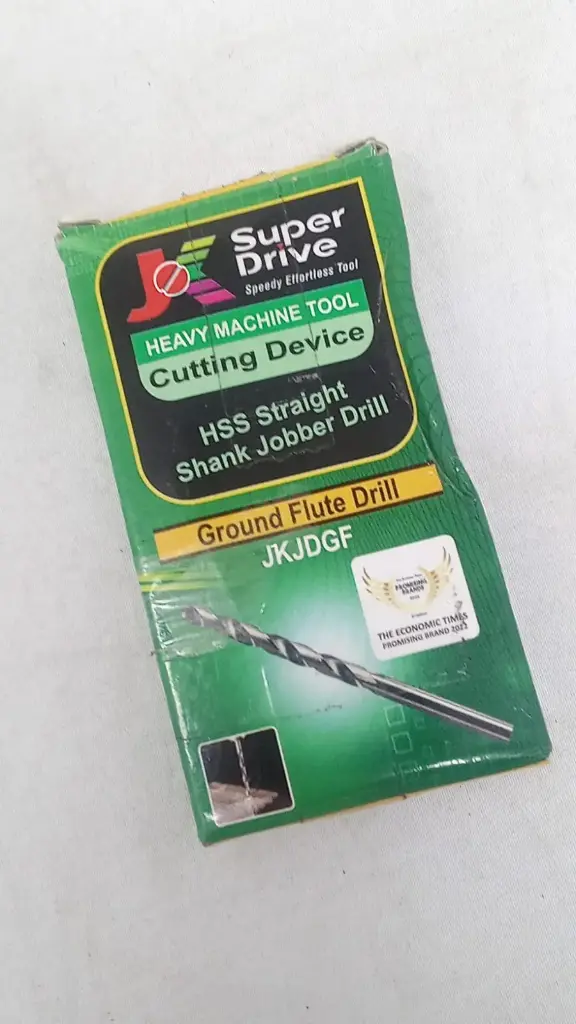 JK
Super
Drive
Speedy Effortless Tool
HEAVY MACHINE TOOL
Cutting Device
HSS Straight
Shank Jobber Drill
Ground Flute Drill
JKJDGF
PROMISING
BRANDS
THE ECONOMIC TIMES
PROMISING BRAND 2022